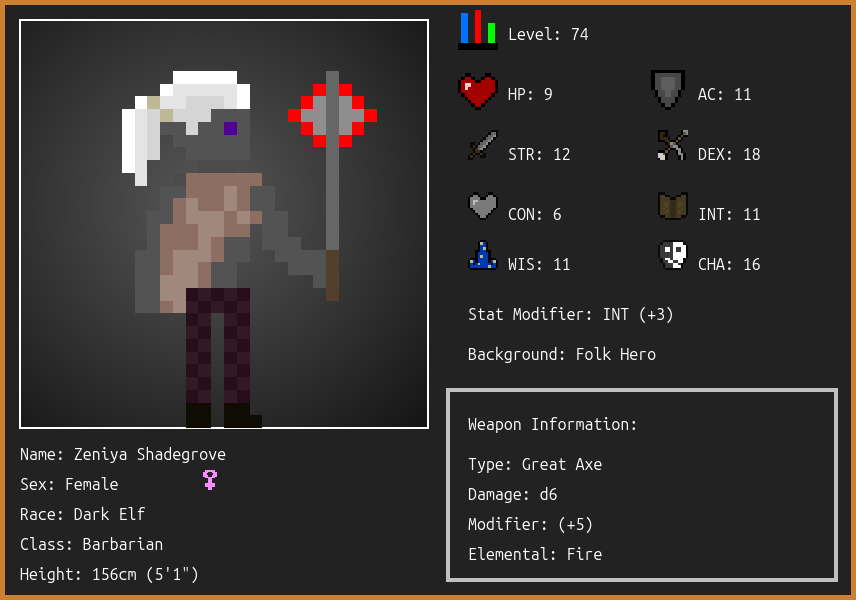 Level: 74
HP: 9
AC: 11
STR: 12
DEX: 18
CON: 6
INT: 11
WIS: 11
CHA: 16
Stat Modifier: INT (+3)
Background: Folk Hero
Weapon Information:
Type: Great Axe
Damage: d6
Modifier: (+5)
Elemental: Fire
Name: Zeniya Shadegrove
Sex: Female
Race: Dark Elf
Class: Barbarian
Height: 156cm (5'1")